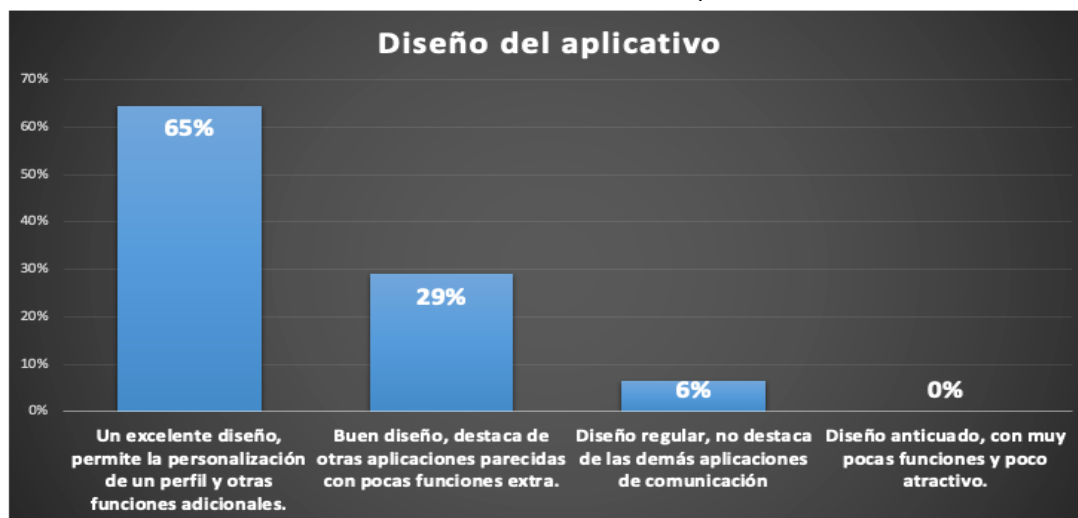 Diseño del aplicativo
70%
60%
50%
40%
30%
20%
10%
0%
65%
29%
6%
0%
Un excelente diseño,
permite la personalización
de un perfil y otras
funciones adicionales.
Buen diseño, destaca de
otras aplicaciones parecidas
con pocas funciones extra.
Diseño regular, no destaca
de las demás aplicaciones
de comunicación
Diseño anticuado, con muy
pocas funciones y poco
atractivo.